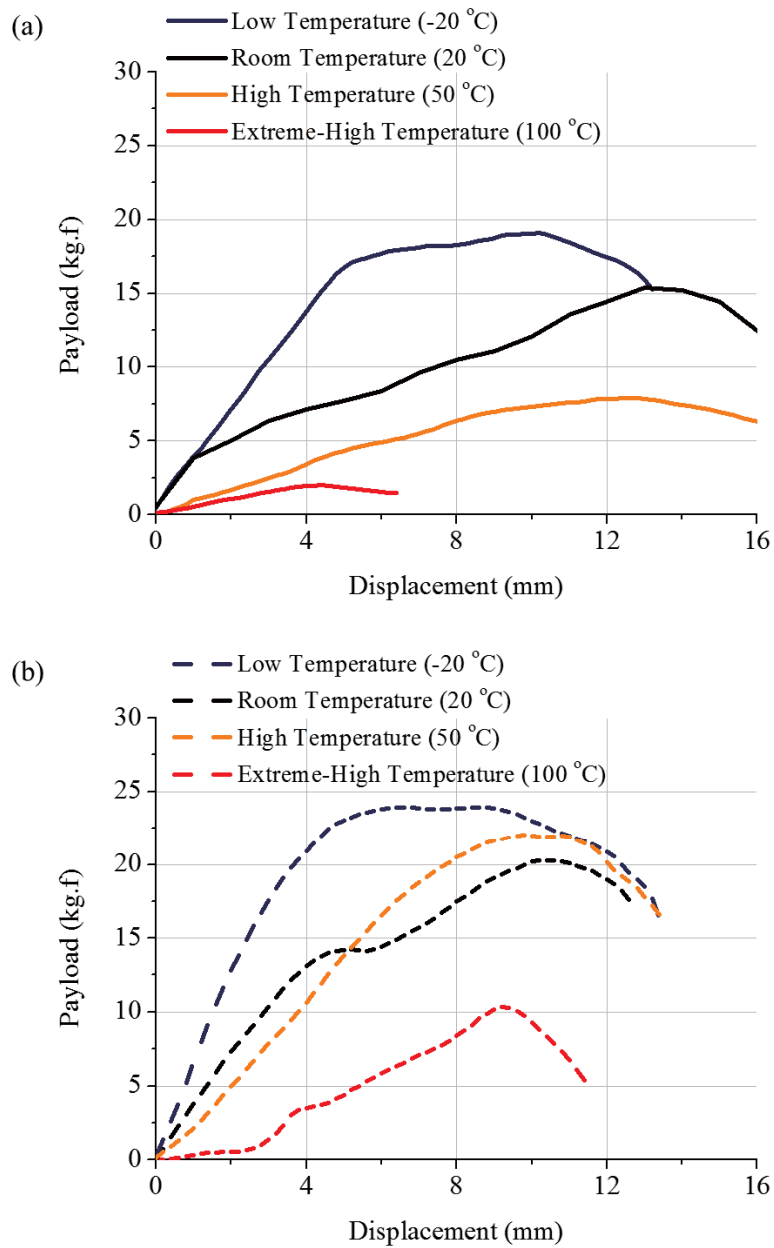 (a)
Low Temperature (-20 °C)
Room Temperature (20 °C)
High Temperature (50 °C)
Extreme-High Temperature (100 °C)
30
25
20
15
10
5
0
Payload (kg.f)
0 4 8 12 16
Displacement (mm)
(b)
Low Temperature (-20 °C)
Room Temperature (20 °C)
High Temperature (50 °C)
Extreme-High Temperature (100 °C)
30
25
20
15
10
5
0
Payload (kg.f)
0 4 8 12 16
Displacement (mm)